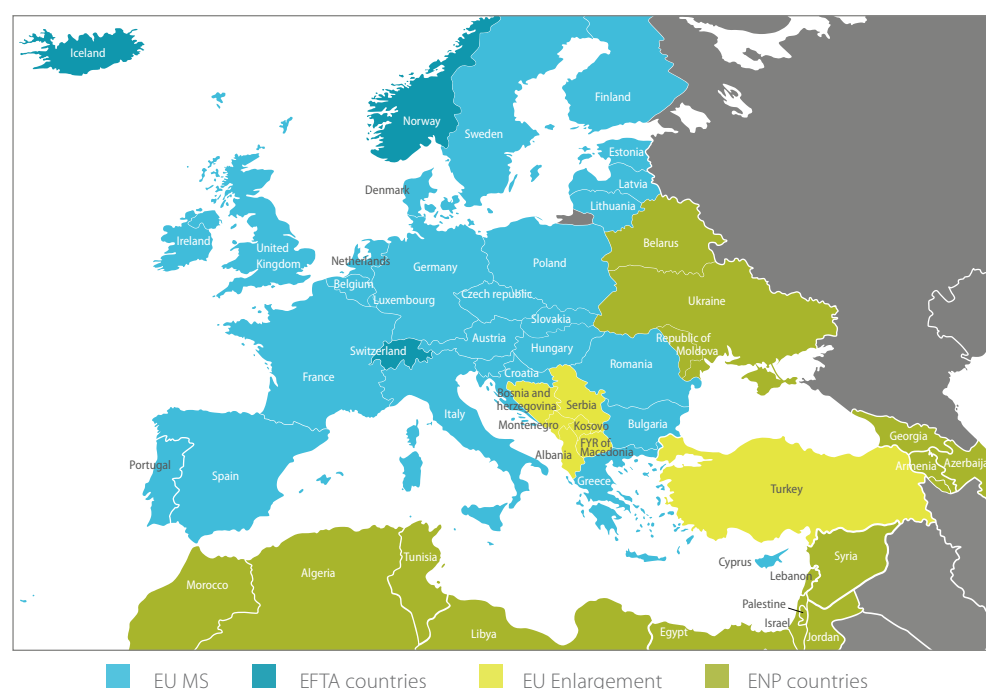 Iceland
Norway
Finland
Sweden
Estonia
Denmark
Latvia
Lithuania
Ireland
United
Kingdom
Netherlands
Belgium
Luxembourg
Germany
Poland
Belarus
Czech republic
Ukraine
Slovakia
Austria
Hungary
Republic of
Moldova
Switzerland
France
Croatia
Romania
Bosnia and
herzegovina
Serbia
Italy
Montenegro
Kosovo
Bulgaria
Albania
FYR of
Macedonia
Georgia
Armenia
Azerbaija
Portugal
Spain
Greece
Turkey
Cyprus
Syria
Lebanon
Tunisia
Algeria
Morocco
Palestine
Israel
Jordan
Libya
Egypt
EU MS
EFTA countries
EU Enlargement
ENP countries